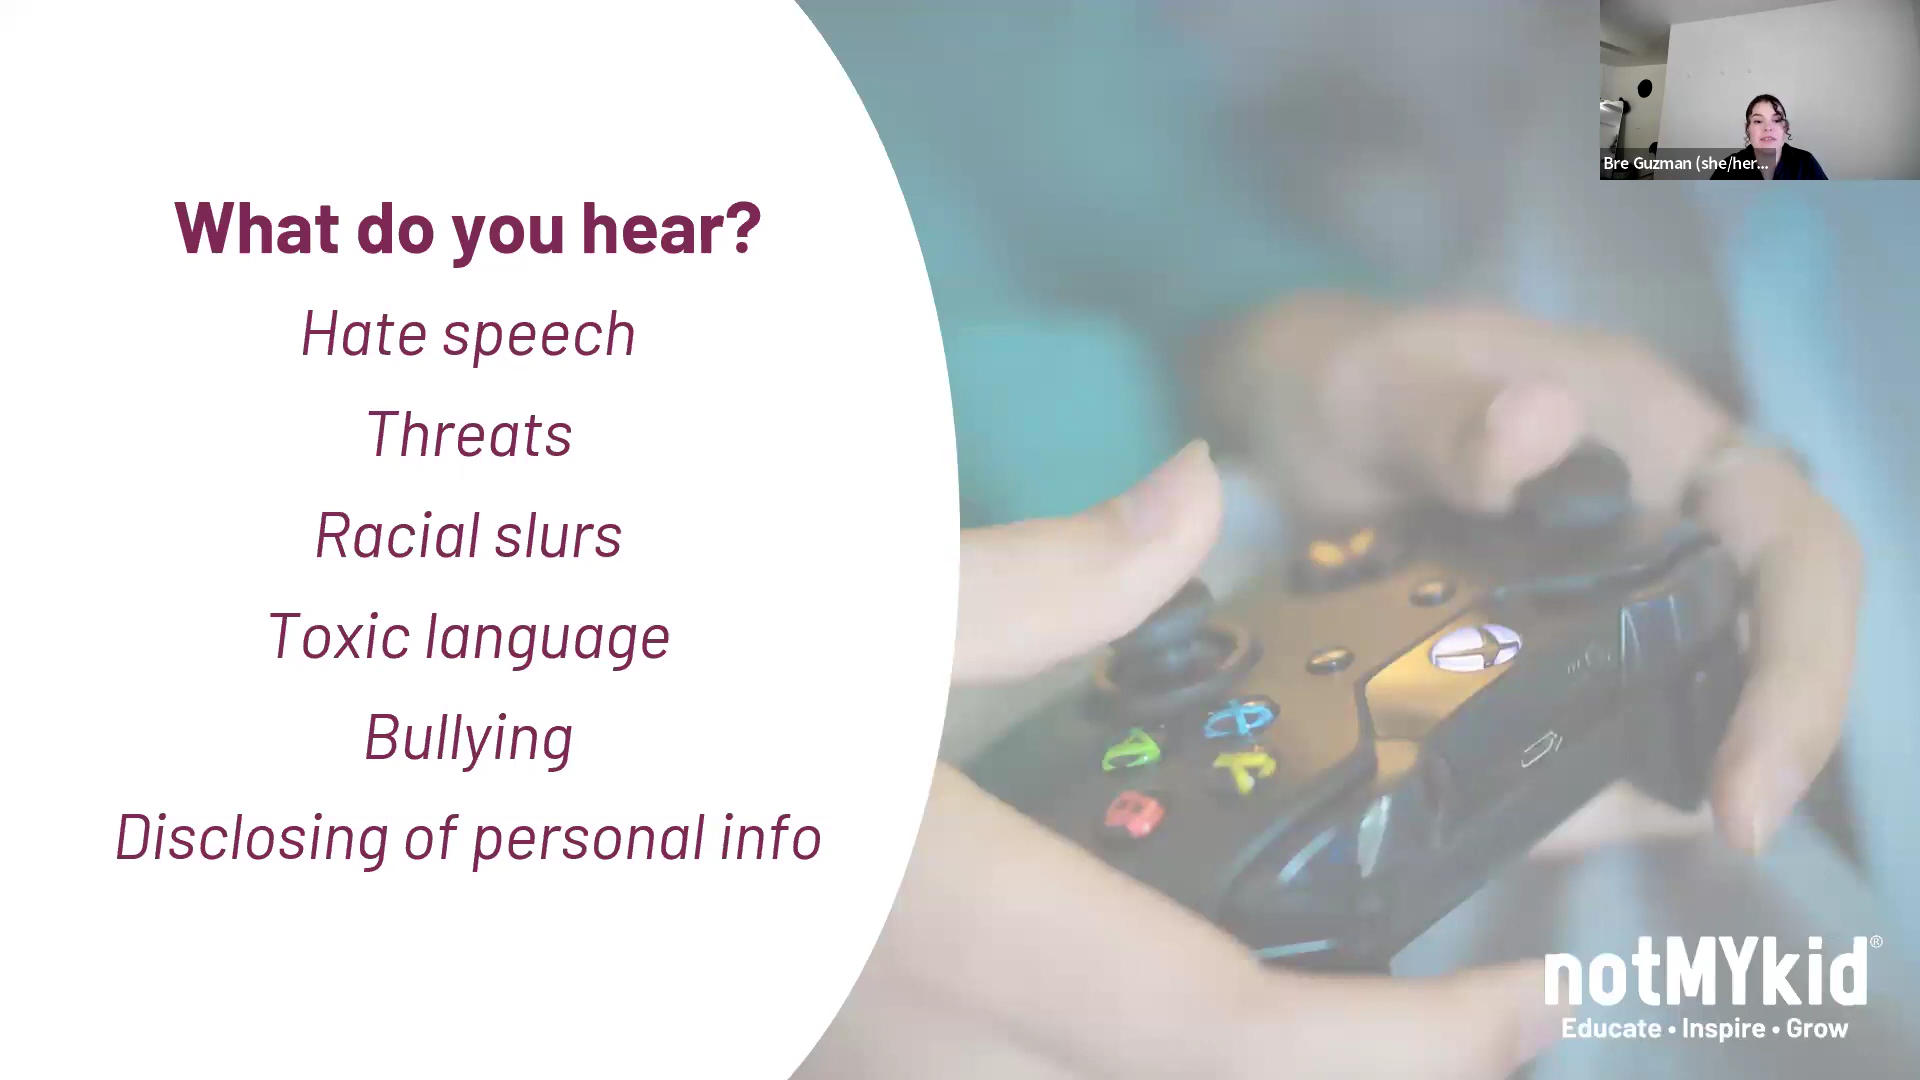 What do you hear?
Hate speech
Threats
Racial slurs
Toxic language
Bullying
Disclosing of personal info
Bre Guzman (she/her...
notMYkid®
Educate • Inspire • Grow